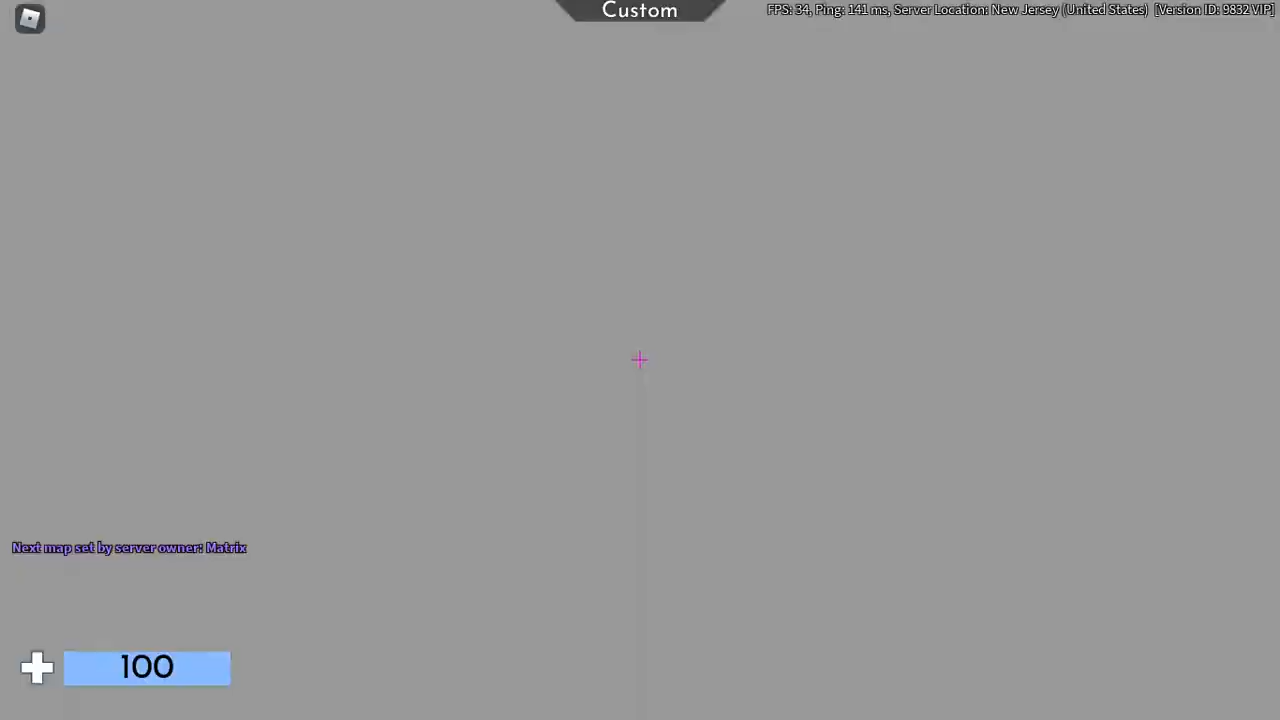 Custom
FPS: 34, Ping: 141 ms, Server Location: New Jersey (United States) [Version ID: 9832 VIP]
Next map set by server owner: Matrix
100